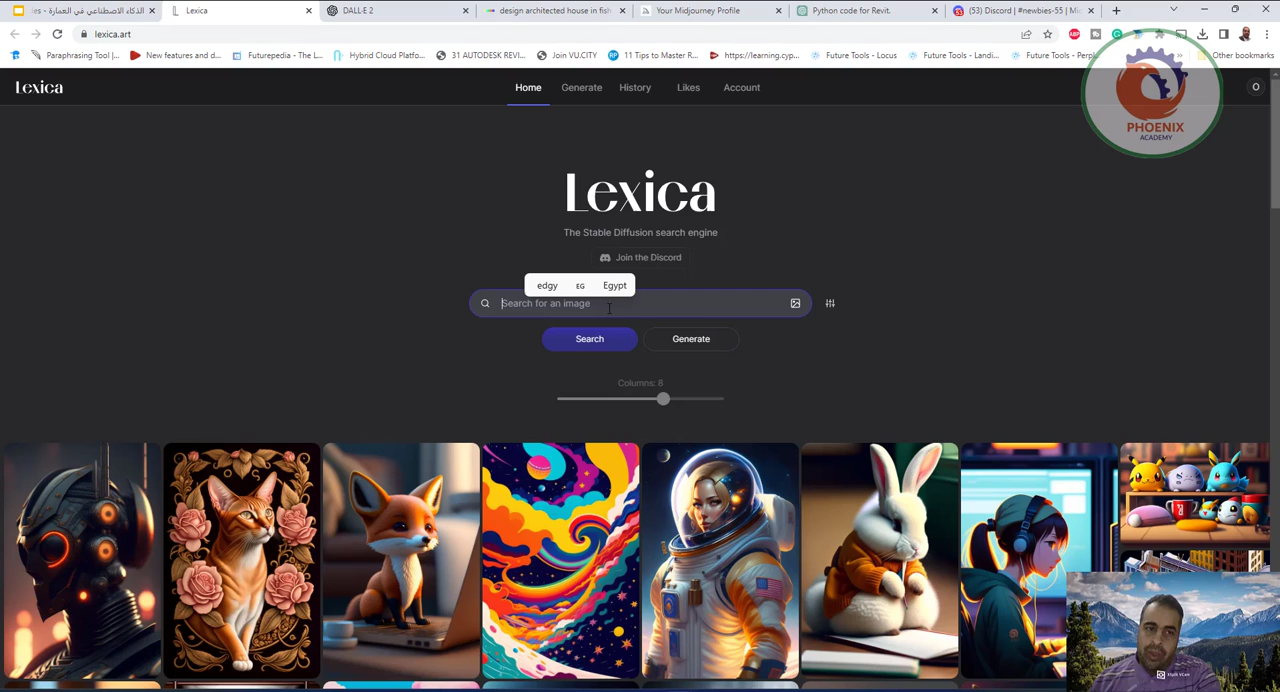 الذكاء الاصطناعي في العمارة - les
Lexica
DALL·E 2
design architected house in fish
Your Midjourney Profile
Python code for Revit.
(53) Discord | #newbies-55 | Mic
lexica.art
Paraphrasing Tool |...
New features and d...
Futurepedia - The L...
Hybrid Cloud Platfo...
31 AUTODESK REVI...
Join VU.CITY
11 Tips to Master R...
https://learning.cyp...
Future Tools - Locus
Future Tools - Landi...
Future Tools - Perpl...
Other bookmarks
Lexica
Home
Generate
History
Likes
Account
O
PHOENIX
ACADEMY
Lexica
The Stable Diffusion search engine
Join the Discord
edgy EG Egypt
Search for an image
Search
Generate
Columns: 8
XSplit VCam